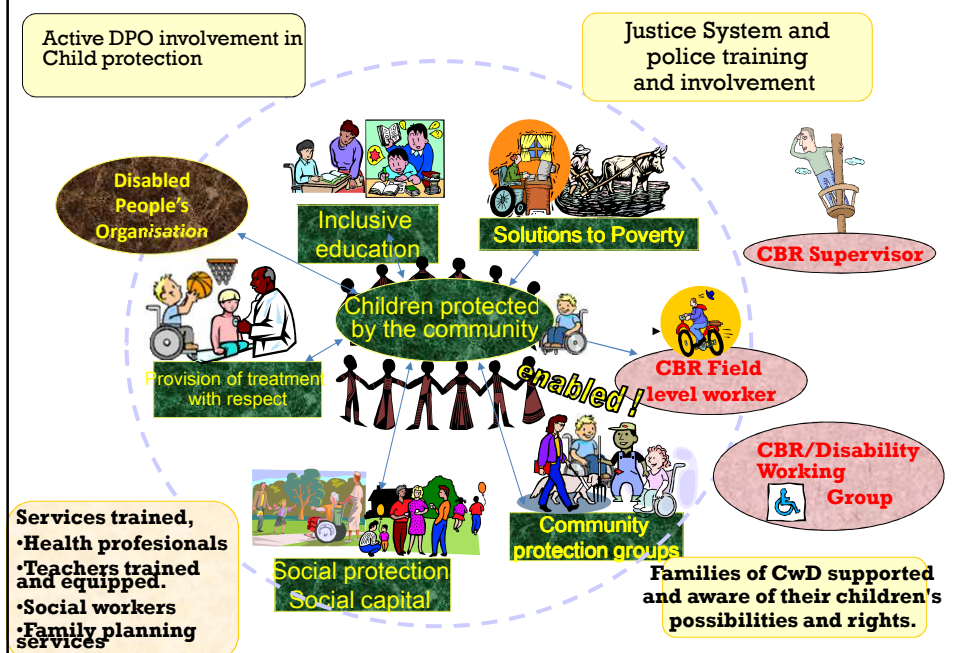 Active DPO involvement in
Child protection
Justice System and
police training
and involvement
Disabled
People's
Organisation
Inclusive
education
Solutions to Poverty
CBR Supervisor
Children protected
by the community
Provision of treatment
with respect
enabled !
CBR Field
level worker
CBR/Disability
Working
Group
Community
protection groups
Social protection
Social capital
Services trained,
•Health profesionals
•Teachers trained
and equipped.
•Social workers
•Family planning
services
Families of CwD supported
and aware of their children's
possibilities and rights.